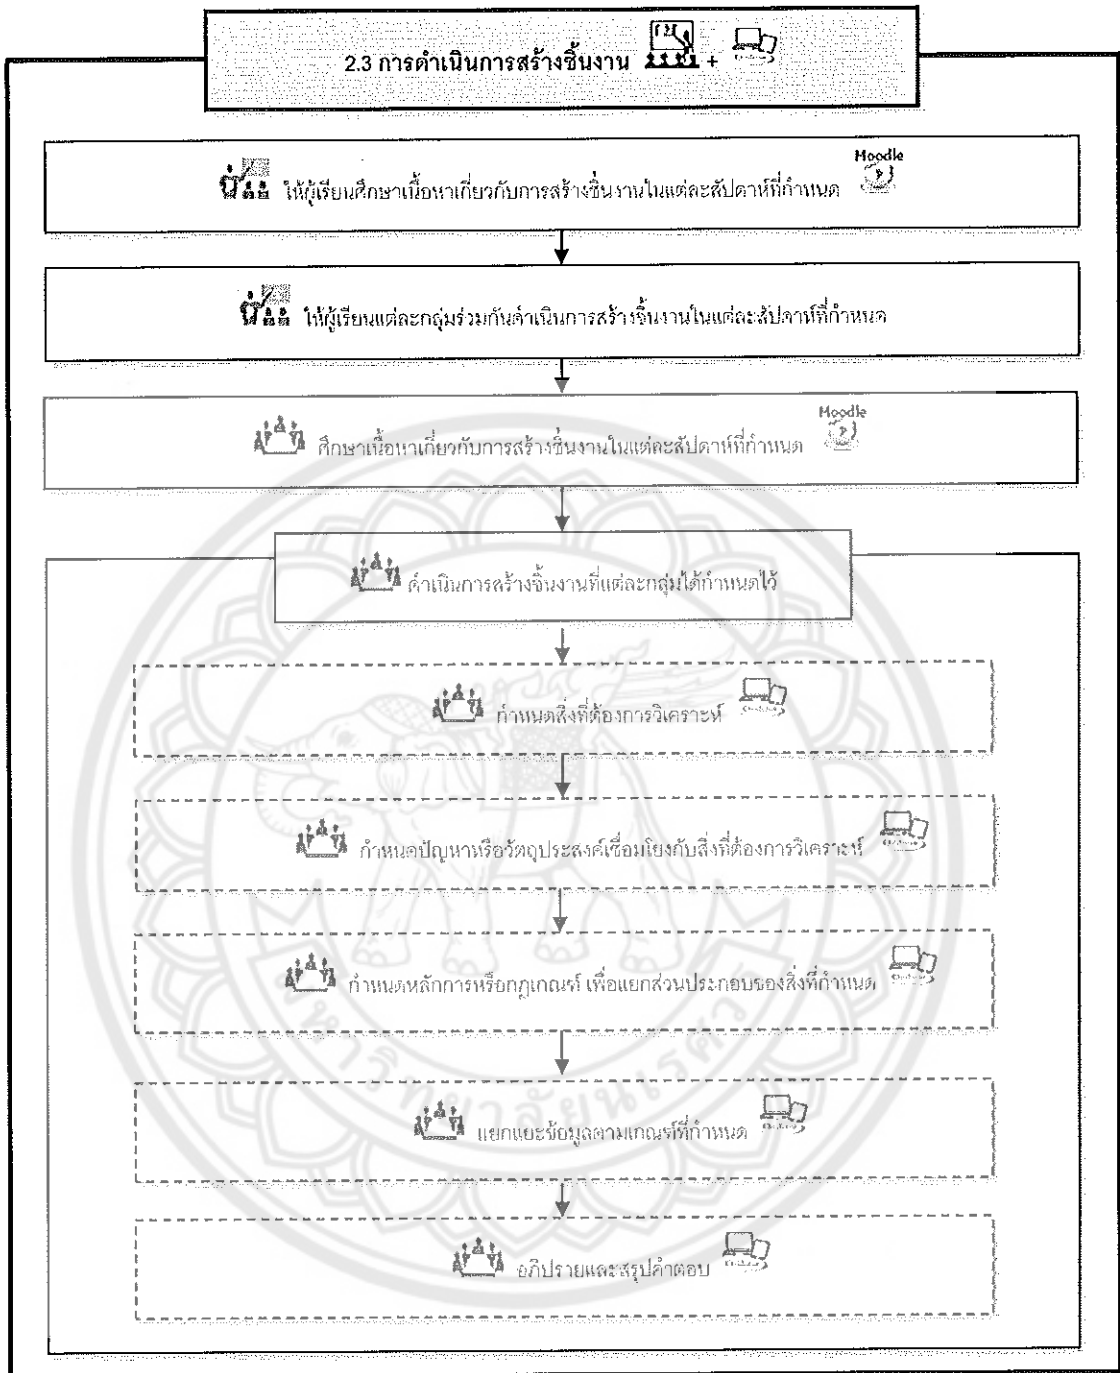 2.3 การดำเนินการสร้างชิ้นงาน +
Moodle
ให้ผู้เรียนศึกษาเนื้อหาเกี่ยวกับการสร้างชิ้นงานในแต่ละสัปดาห์ที่กำหนด
ให้ผู้เรียนแต่ละกลุ่มร่วมกันดำเนินการสร้างชิ้นงานในแต่ละสัปดาห์ที่กำหนด
Moodle
ศึกษาเนื้อหาเกี่ยวกับการสร้างชิ้นงานในแต่ละสัปดาห์ที่กำหนด
ดำเนินการสร้างชิ้นงานที่แต่ละกลุ่มได้กำหนดไว้
กำหนดสิ่งที่ต้องการวิเคราะห์
กำหนดปัญหาหรือวัตถุประสงค์เชื่อมโยงกับสิ่งที่ต้องการวิเคราะห์
กำหนดหลักการหรือกฎเกณฑ์ เพื่อแยกส่วนประกอบของสิ่งที่กำหนด
แยกแยะข้อมูลตามเกณฑ์ที่กำหนด
อภิปรายและสรุปคำตอบ